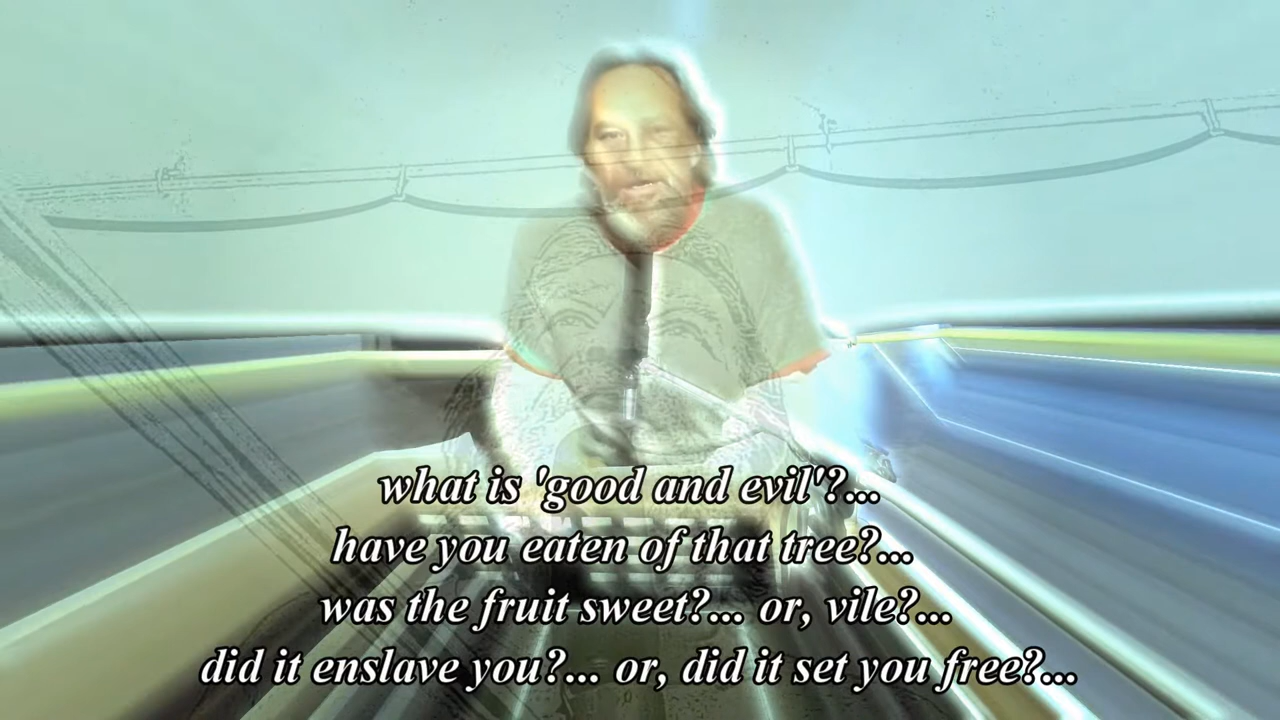 what is 'good and evil'?...
have you eaten of that tree?...
was the fruit sweet?... or, vile?...
did it enslave you?... or, did it set you free?...